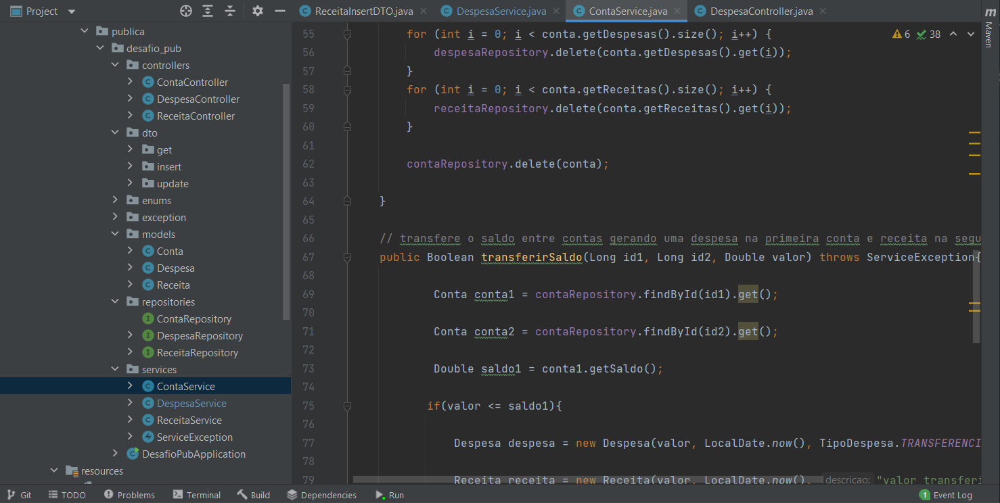 Project
ReceitaInsertDTO.java
DespesaService.java
ContaService.java
DespesaController.java
publica
desafio_pub
controllers
ContaController
DespesaController
ReceitaController
dto
get
insert
update
enums
exception
models
Conta
Despesa
Receita
repositories
ContaRepository
DespesaRepository
ReceitaRepository
services
ContaService
DespesaService
ReceitaService
ServiceException
DesafioPubApplication
resources
6 38
55 for (int i = 0; i < conta.getDespesas().size(); i++) {
56 despesaRepository.delete(conta.getDespesas().get(i));
57 }
58 for (int i = 0; i < conta.getReceitas().size(); i++) {
59 receitaRepository.delete(conta.getReceitas().get(i));
60 }
61
62 contaRepository.delete(conta);
63
64 }
65
66 // transfere o saldo entre contas gerando uma despesa na primeira conta e receita na segu
67 public Boolean transferirSaldo(Long id1, Long id2, Double valor) throws ServiceException{
68
69 Conta conta1 = contaRepository.findById(id1).get();
70
71 Conta conta2 = contaRepository.findById(id2).get();
72
73 Double saldo1 = conta1.getSaldo();
74
75 if(valor <= saldo1){
76
77 Despesa despesa = new Despesa(valor, LocalDate.now(), TipoDespesa.TRANSFERENCI
78
79 Receita receita = new Receita(valor, LocalDate.now(), descricao: "valor transferi
m
Maven
Git
TODO
Problems
Terminal
Build
Dependencies
Run
1 Event Log